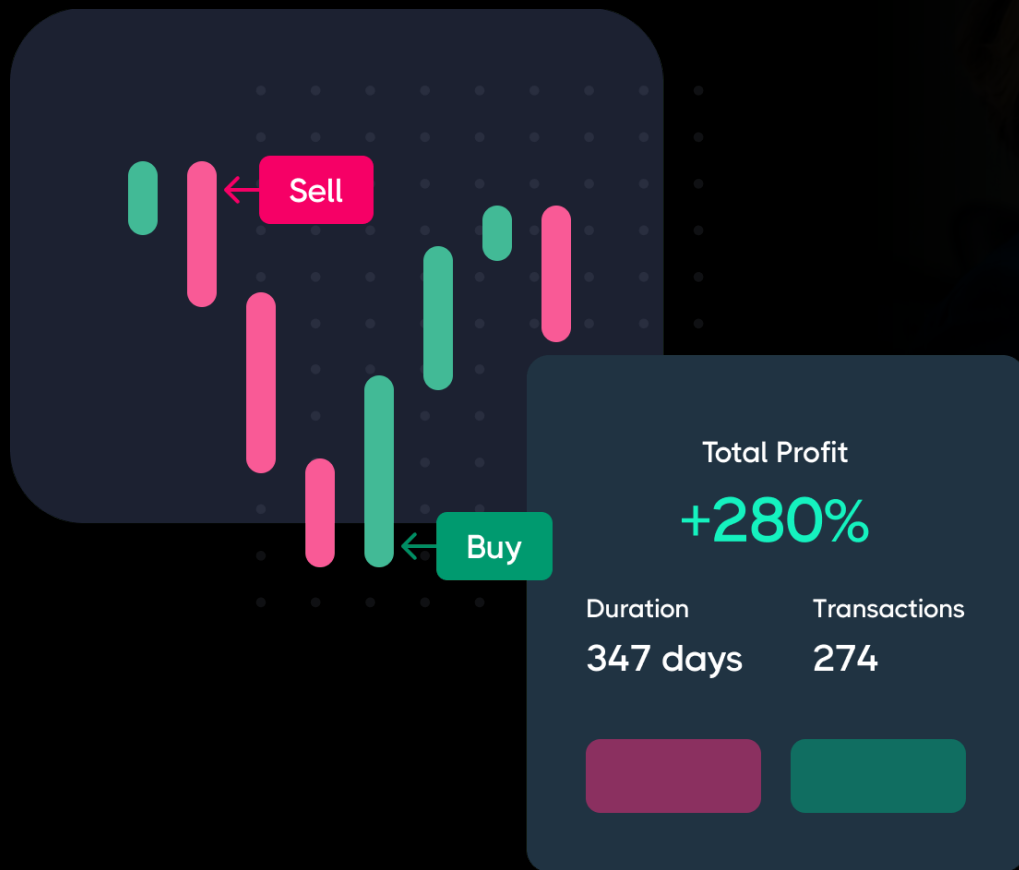 Sell
Buy
Total Profit
+280%
Duration
Transactions
347 days
274